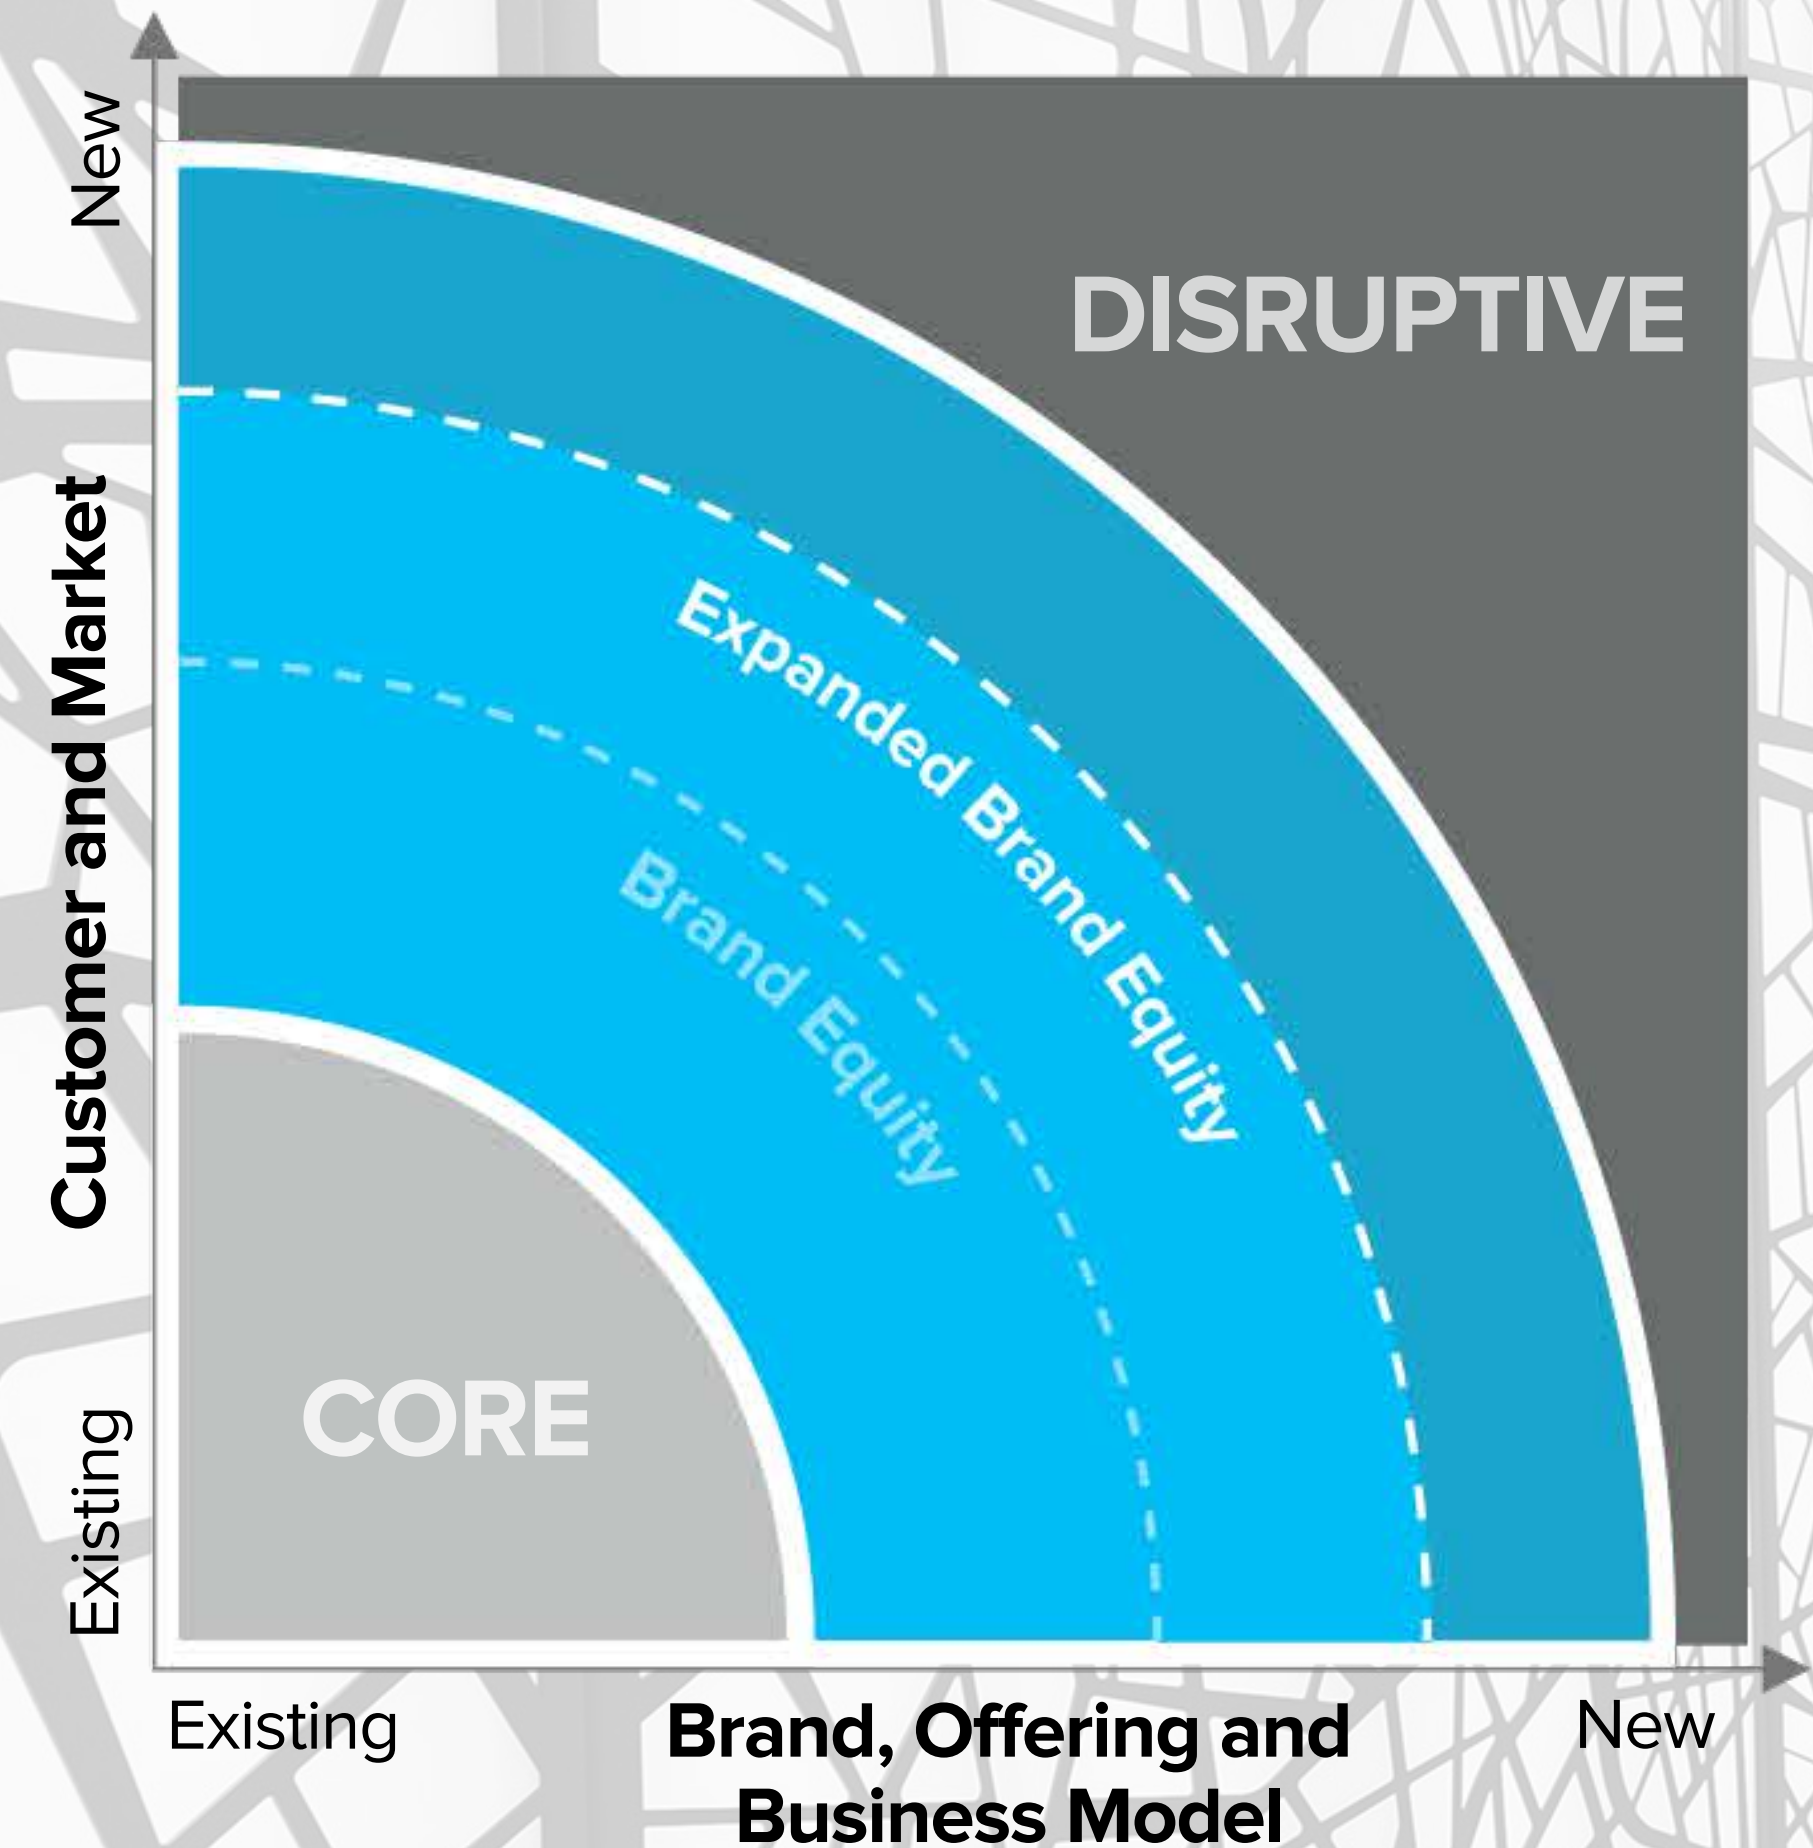 New
DISRUPTIVE
Customer and Market
Expanded Brand Equity
Brand Equity
CORE
Existing
Existing
Brand, Offering and
Business Model
New